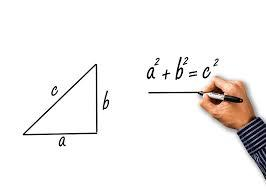 a² + b² = c²
c
b
a